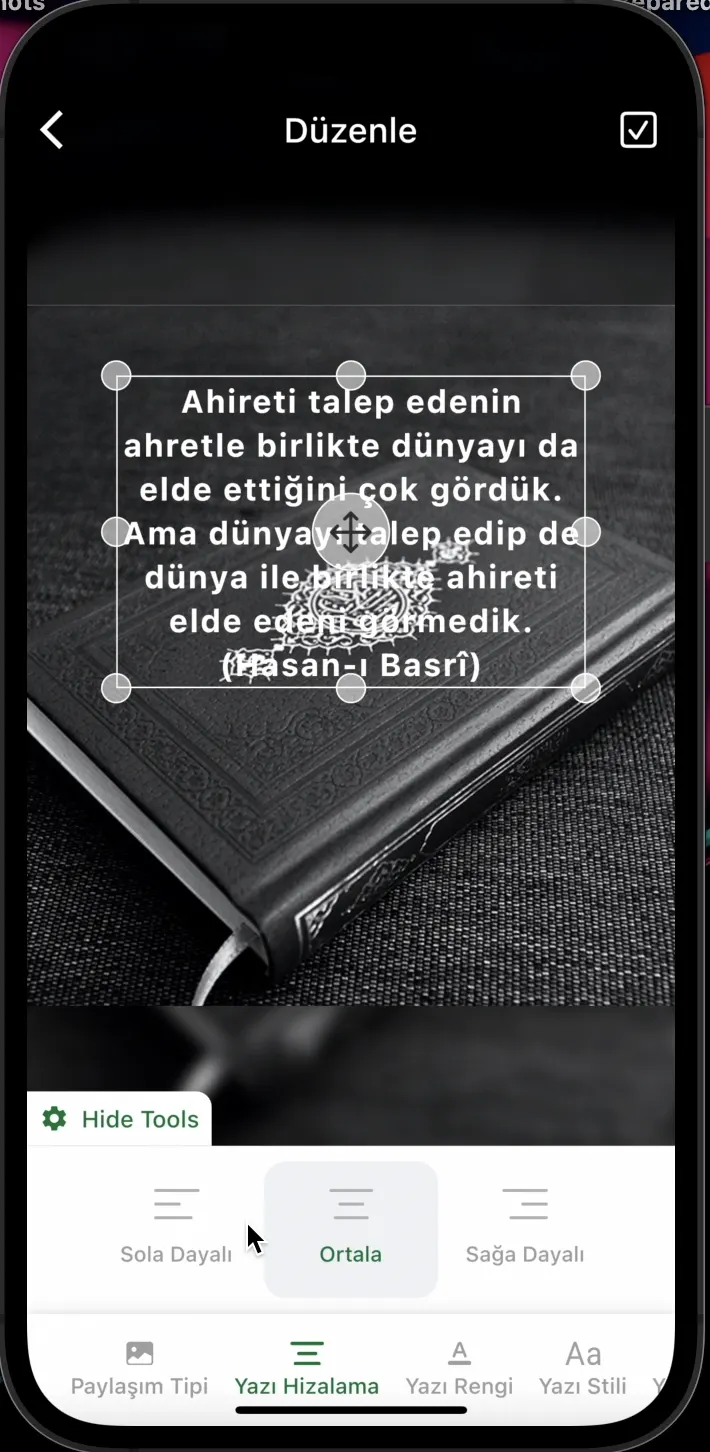 Düzenle
Ahireti talep edenin
ahretle birlikte dünyayı da
elde ettiğini çok gördük.
Ama dünyayı talep edip de
dünya ile birlikte ahireti
elde edeni görmedik.
(Hasan-ı Basrî)
Hide Tools
Sola Dayalı
Ortala
Sağa Dayalı
Paylaşım Tipi
Yazı Hizalama
Yazı Rengi
Yazı Stili